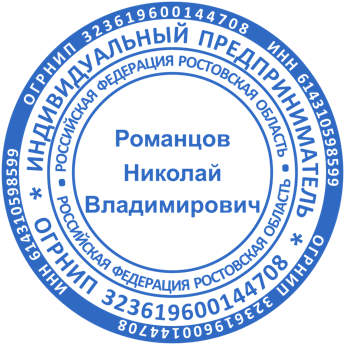 ОГРНИП 323619600144708
ИНН 614310598599
ОГРНИП 323619600144708
ИНН 614310598599
* ИНДИВИДУАЛЬНЫЙ ПРЕДПРИНИМАТЕЛЬ *
ОГРНИП 323619600144708
• РОССИЙСКАЯ ФЕДЕРАЦИЯ РОСТОВСКАЯ ОБЛАСТЬ •
РОССИЙСКАЯ ФЕДЕРАЦИЯ РОСТОВСКАЯ ОБЛАСТЬ
Романцов
Николай
Владимирович